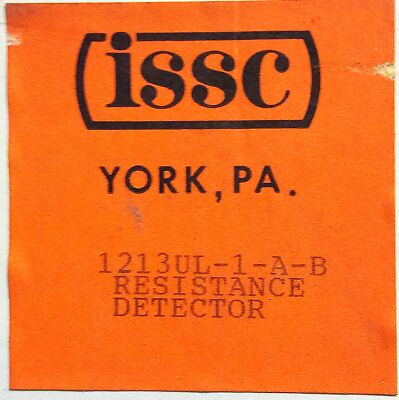 issc
YORK, PA.
1213UL-1-A-B
RESISTANCE
DETECTOR